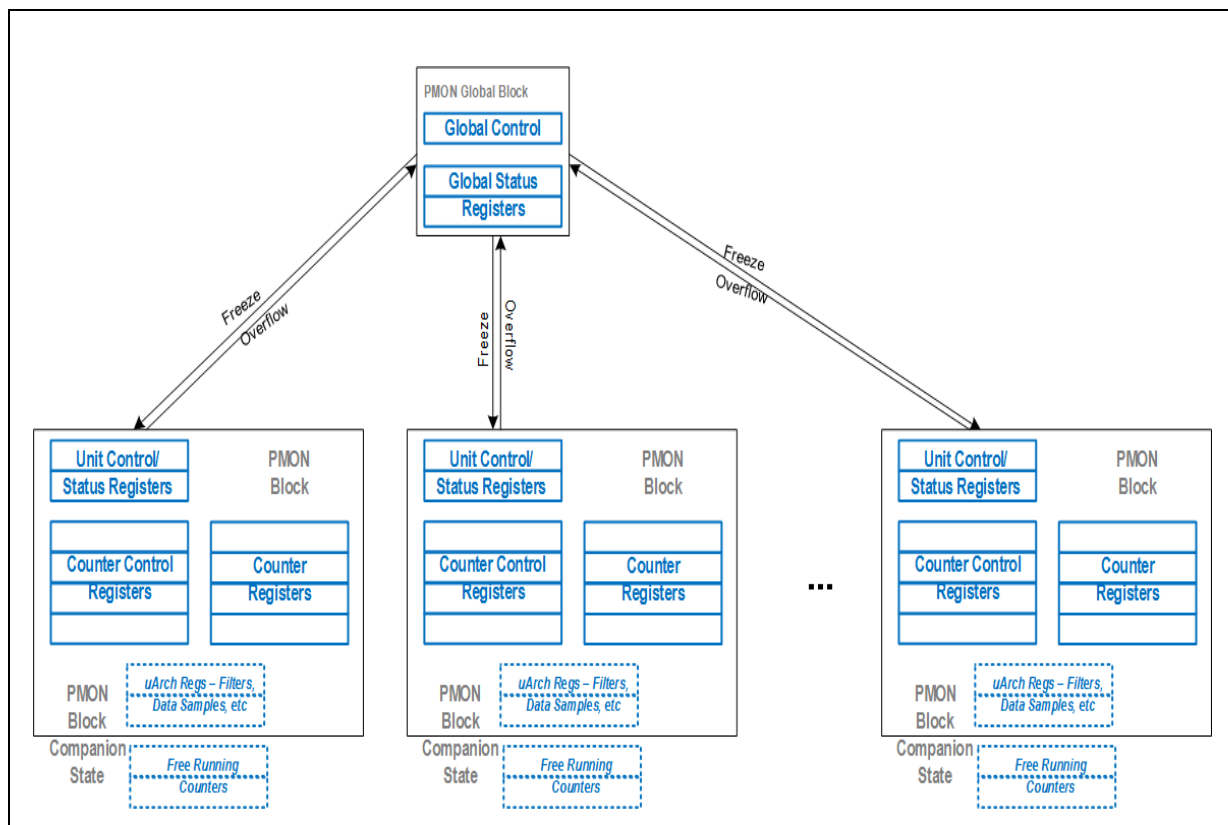 PMON Global Block
Global Control
Global Status
Registers
Freeze
Overflow
Freeze
Overflow
Freeze
Overflow
Unit Control/
Status Registers
PMON
Block
Counter Control
Registers
Counter
Registers
PMON
Block
Companion
State
uArch Regs – Filters,
Data Samples, etc
Free Running
Counters
Unit Control/
Status Registers
PMON
Block
Counter Control
Registers
Counter
Registers
PMON
Block
Companion
State
uArch Regs – Filters,
Data Samples, etc
Free Running
Counters
...
Unit Control/
Status Registers
PMON
Block
Counter Control
Registers
Counter
Registers
PMON
Block
Companion
State
uArch Regs – Filters,
Data Samples, etc
Free Running
Counters